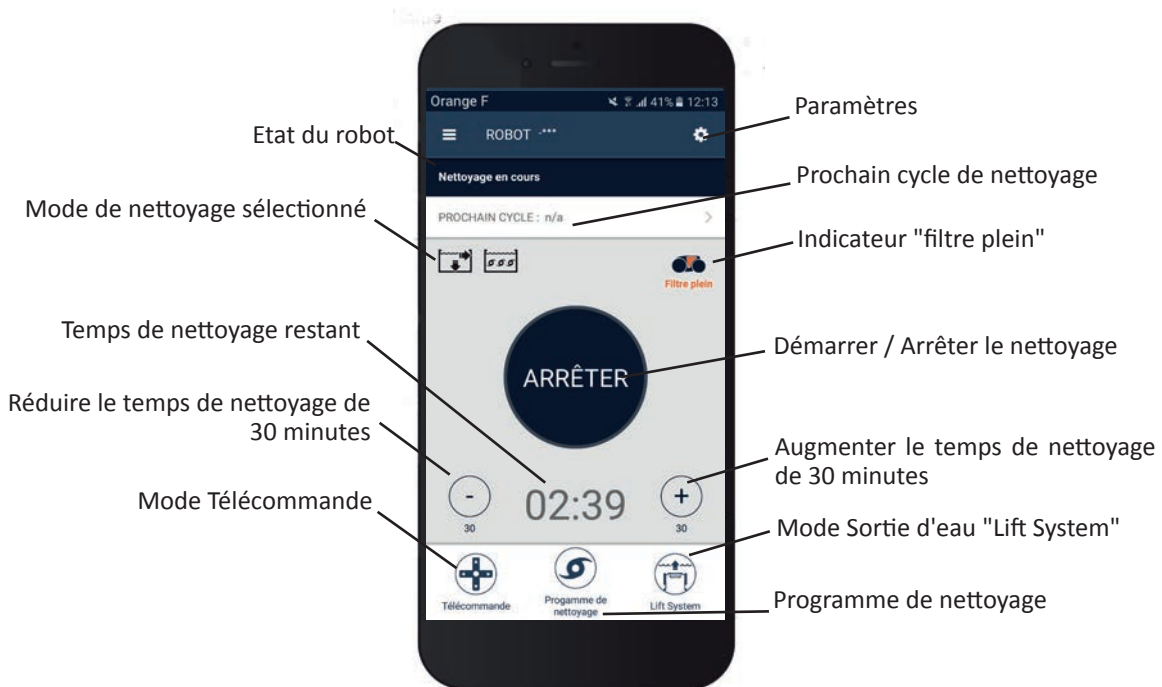 Orange F 41% 12:13
ROBOT ****
Nettoyage en cours
PROCHAIN CYCLE : n/a
Filtre plein
ARRÊTER
-
30
02:39
+
30
Télécommande
Progamme de
nettoyage
Lift System
Etat du robot
Mode de nettoyage sélectionné
Temps de nettoyage restant
Réduire le temps de nettoyage de
30 minutes
Mode Télécommande
Paramètres
Prochain cycle de nettoyage
Indicateur "filtre plein"
Démarrer / Arrêter le nettoyage
Augmenter le temps de nettoyage
de 30 minutes
Mode Sortie d'eau "Lift System"
Programme de nettoyage